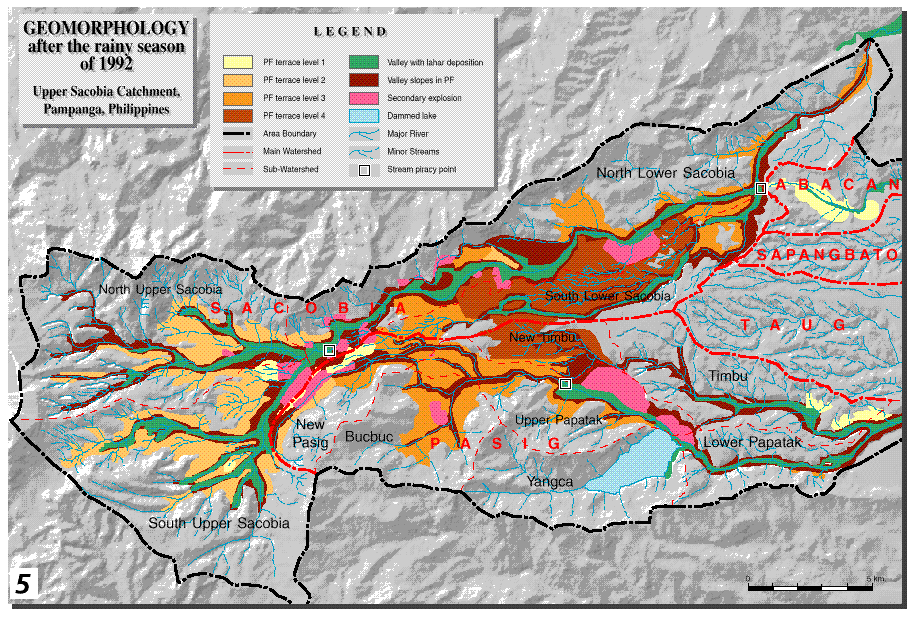 GEOMORPHOLOGY
after the rainy season
of 1992
Upper Sacobia Catchment,
Pampanga, Philippines
LEGEND
PF terrace level 1
PF terrace level 2
PF terrace level 3
PF terrace level 4
Area Boundary
Main Watershed
Sub-Watershed
Valley with lahar deposition
Valley slopes in PF
Secondary explosion
Dammed lake
Major River
Minor Streams
Stream piracy point
North Lower Sacobia
ABACAN
SAPANGBATO
North Upper Sacobia
SACOBIA
South Lower Sacobia
TAUG
New Timbu
Timbu
New
Pasig
Bucbuc
Upper Papatak
PASIG
Lower Papatak
Yangca
South Upper Sacobia
5
0
5 km.